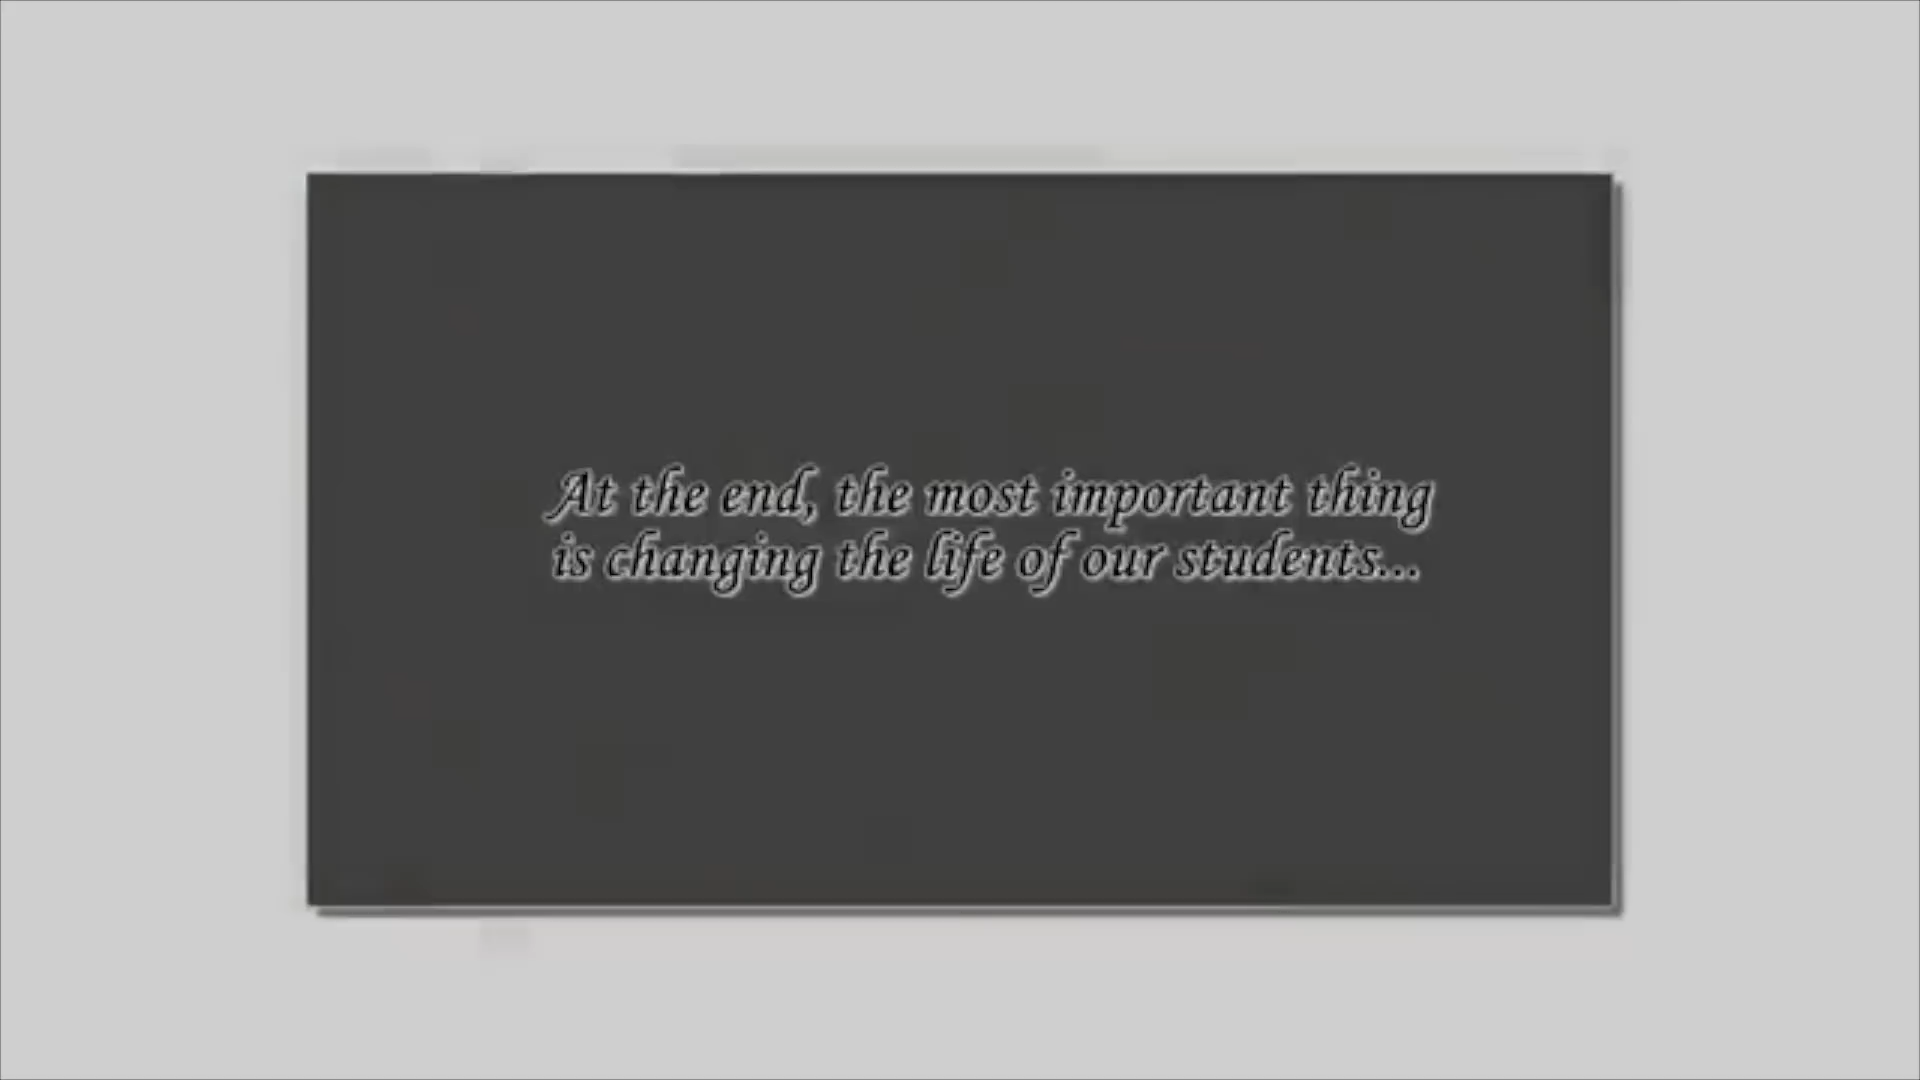 At the end, the most important thing
is changing the life of our students...